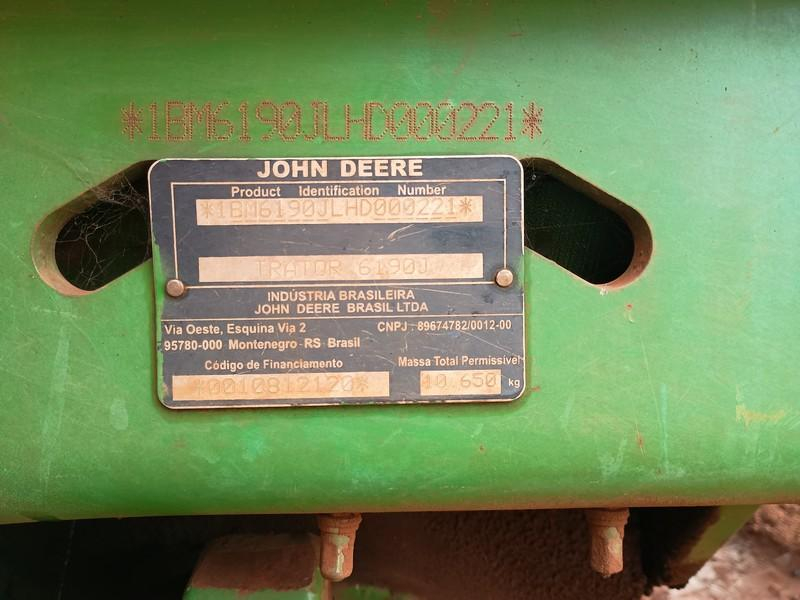 *1BM6190JLHD000221*
JOHN DEERE
Product Identification Number
*1BM6190JLHD000221*
TRATOR 6190J
INDÚSTRIA BRASILEIRA
JOHN DEERE BRASIL LTDA
Via Oeste, Esquina Via 2 CNPJ : 89674782/0012-00
95780-000 Montenegro-RS Brasil
Código de Financiamento Massa Total Permissível
*0010812120* 10.650 kg